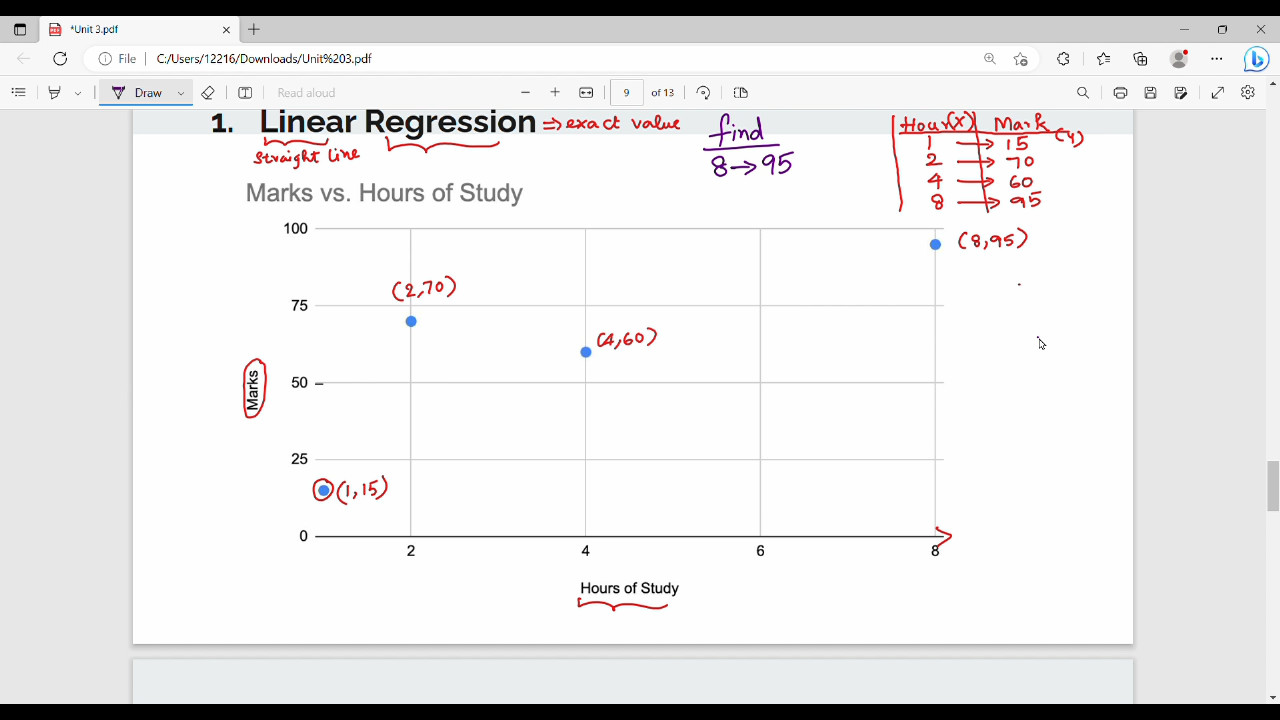 *Unit 3.pdf
File C:/Users/12216/Downloads/Unit%203.pdf
Draw Read aloud 9 of 13
1. Linear Regression ⇒ exact value
straight line
find
8→95
Hour(x) Mark (y)
1 → 15
2 → 70
4 → 60
8 → 95
Marks vs. Hours of Study
100
75
50
25
0
(8,95)
(2,70)
(4,60)
(1,15)
Marks
2 4 6 8
Hours of Study